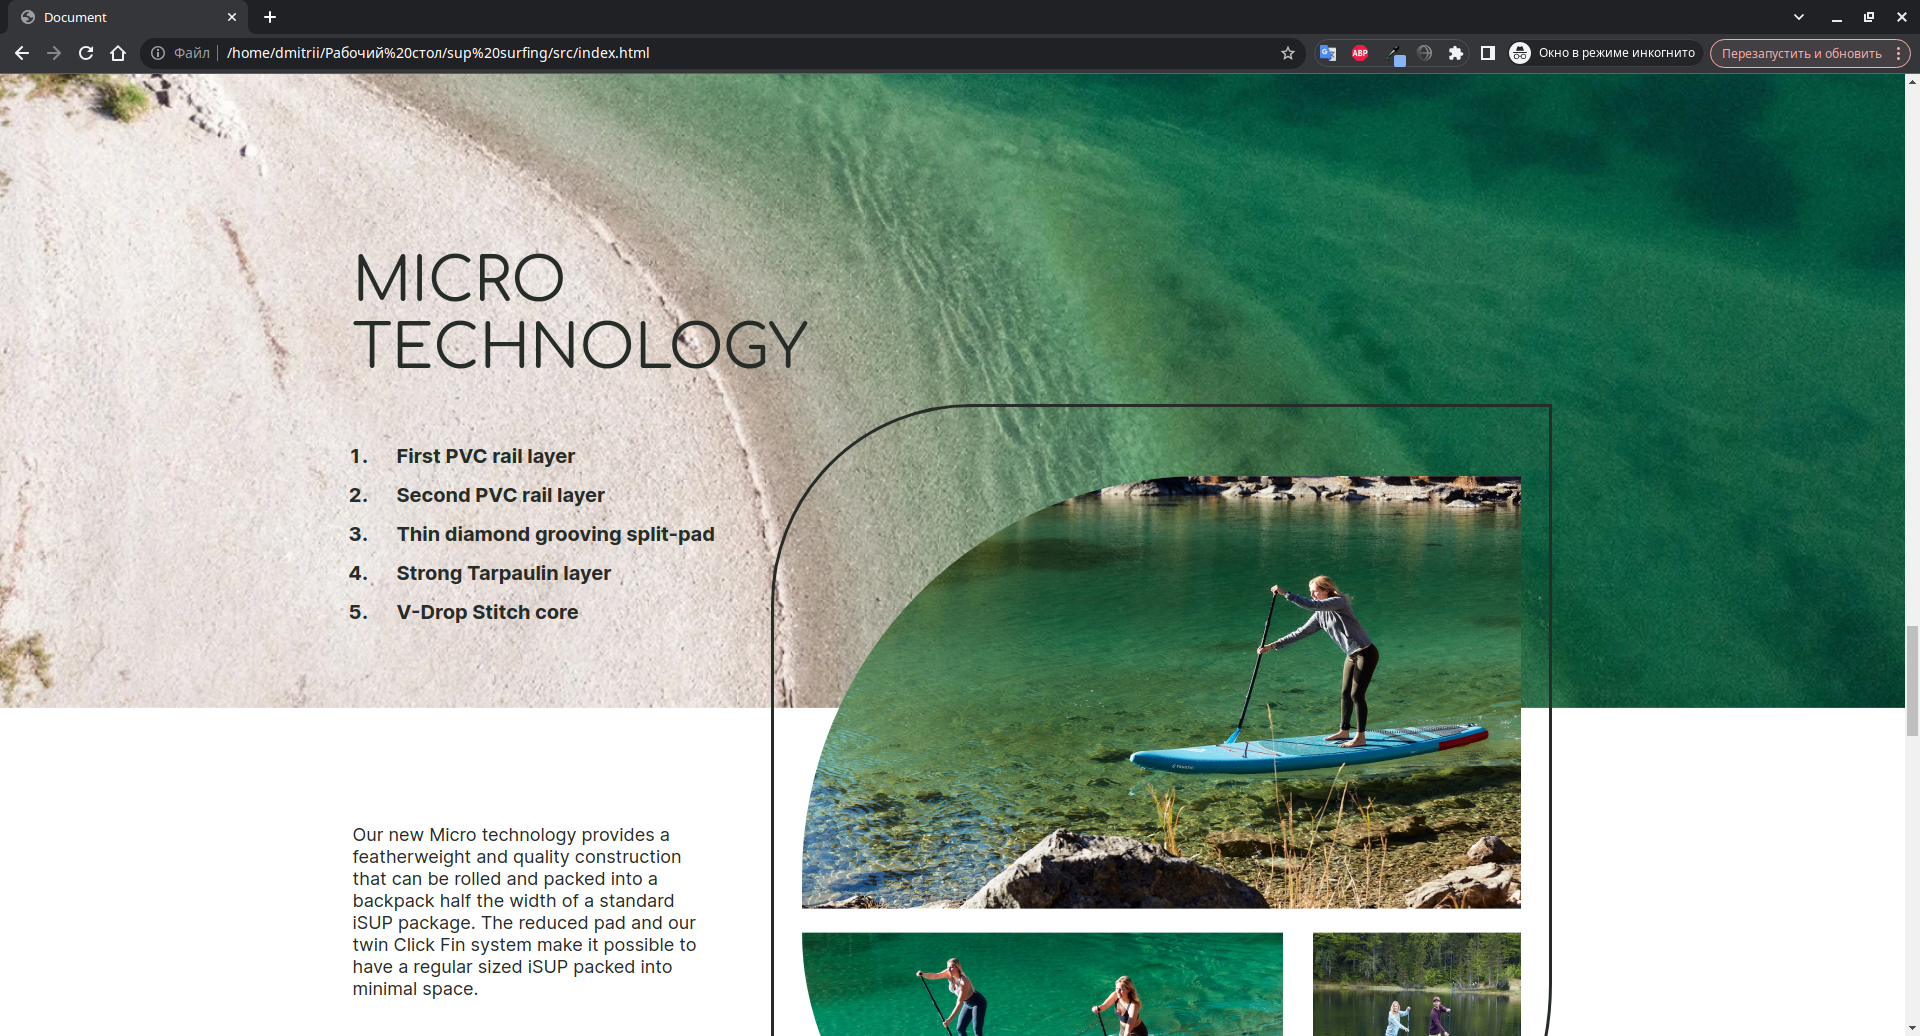 Document
Файл
/home/dmitrii/Рабочий%20стол/sup%20surfing/src/index.html
ABP
Окно в режиме инкогнито
Перезапустить и обновить
MICRO
TECHNOLOGY
1. First PVC rail layer
2. Second PVC rail layer
3. Thin diamond grooving split-pad
4. Strong Tarpaulin layer
5. V-Drop Stitch core
Our new Micro technology provides a
featherweight and quality construction
that can be rolled and packed into a
backpack half the width of a standard
iSUP package. The reduced pad and our
twin Click Fin system make it possible to
have a regular sized iSUP packed into
minimal space.